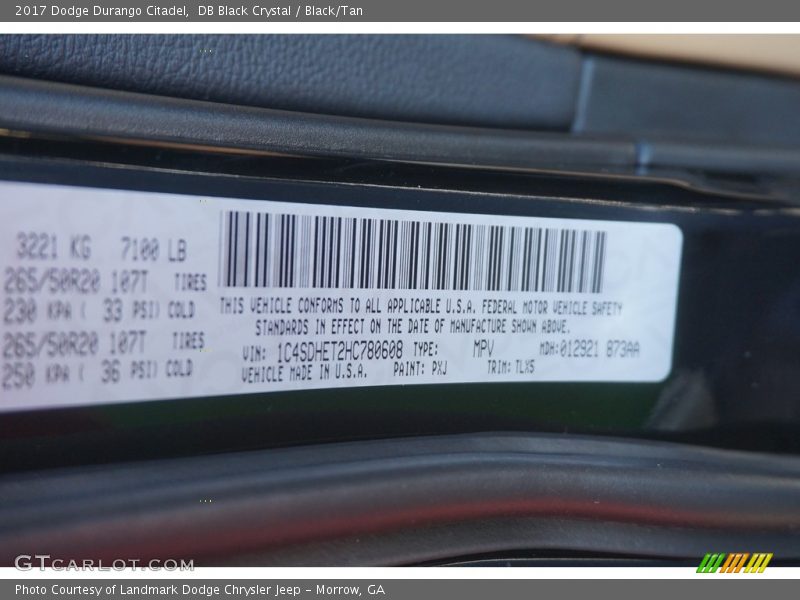 2017 Dodge Durango Citadel,  DB Black Crystal / Black/Tan
3221 KG 7100 LB
265/50R20 107T TIRES
230 KPA ( 33 PSI) COLD
265/50R20 107T TIRES
250 KPA ( 36 PSI) COLD
THIS VEHICLE CONFORMS TO ALL APPLICABLE U.S.A. FEDERAL MOTOR VEHICLE SAFETY
STANDARDS IN EFFECT ON THE DATE OF MANUFACTURE SHOWN ABOVE.
VIN: 1C4SDHET2HC780608 TYPE: MPV MDH:012921 873AA
VEHICLE MADE IN U.S.A. PAINT: PXJ TRIM: TLX5
GTCARLOT.COM
Photo Courtesy of Landmark Dodge Chrysler Jeep – Morrow, GA